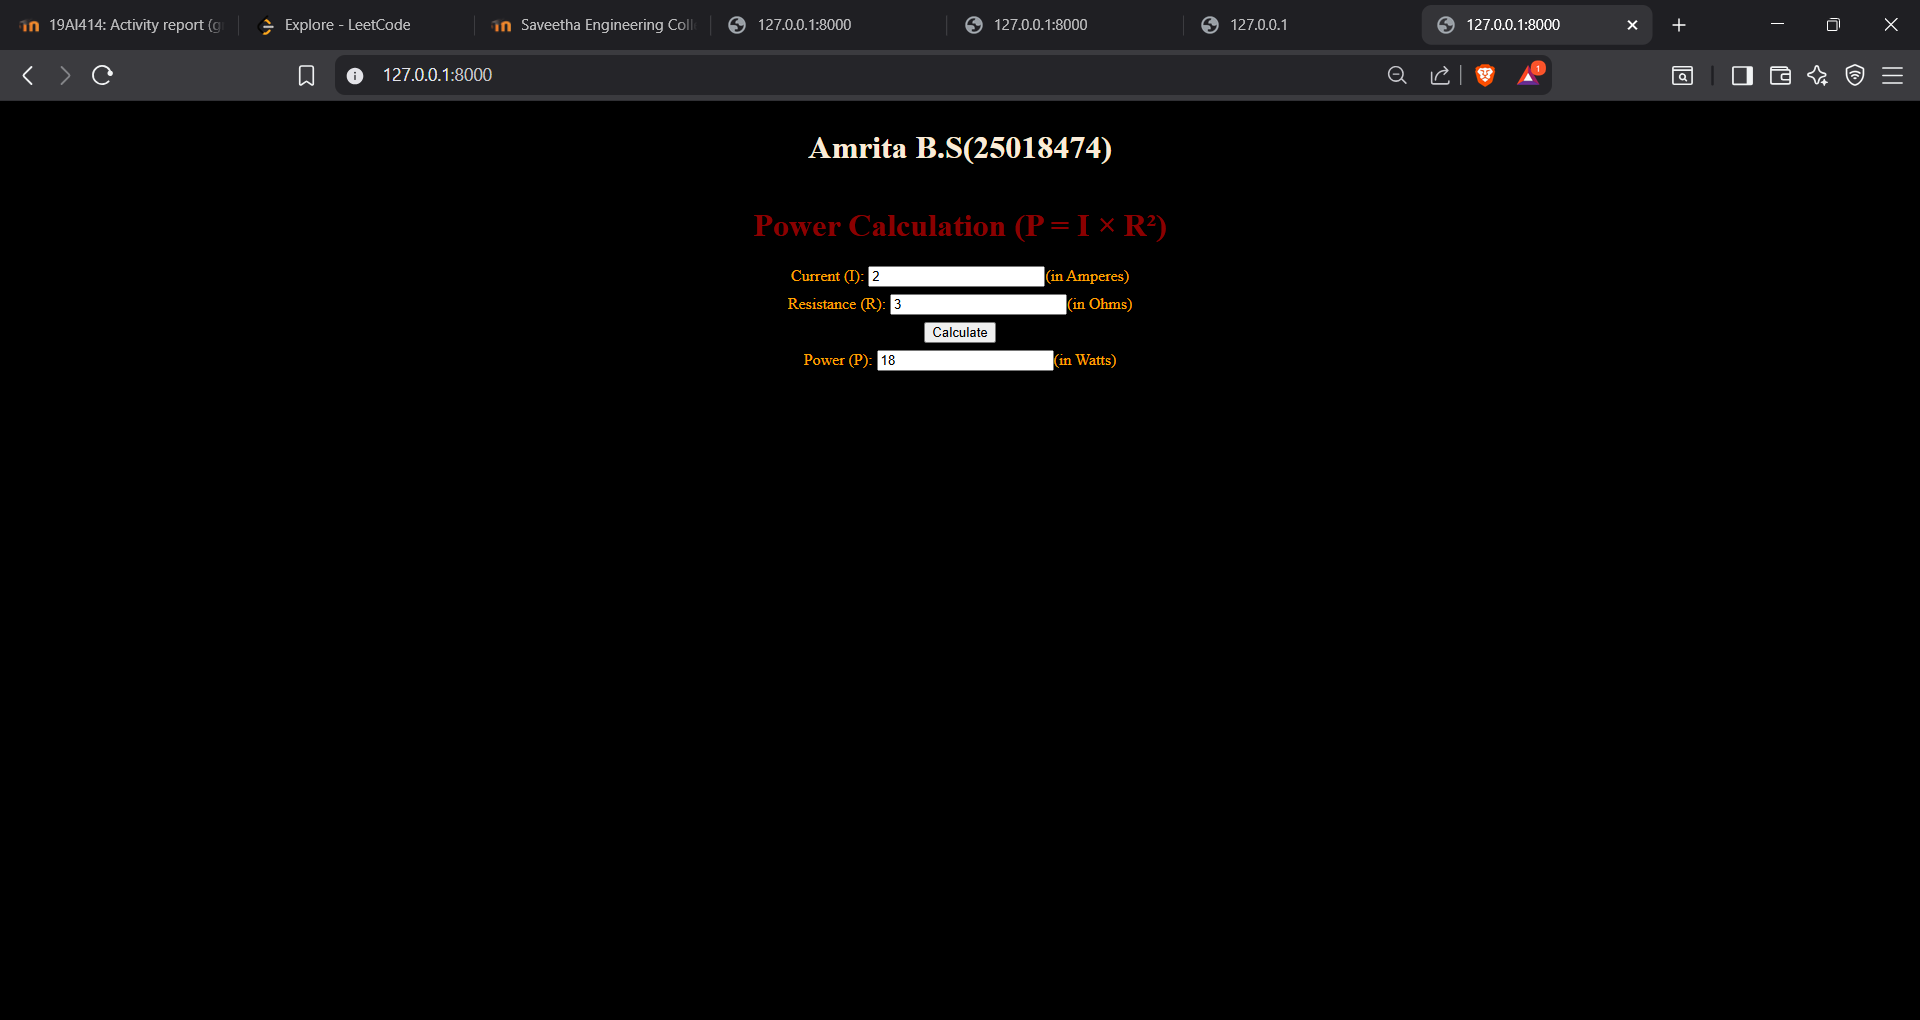 19AI414: Activity report (g
Explore - LeetCode
Saveetha Engineering Coll
127.0.0.1:8000
127.0.0.1:8000
127.0.0.1
127.0.0.1:8000
127.0.0.1:8000
1
Amrita B.S(25018474)
Power Calculation (P = I × R²)
Current (I): 2 (in Amperes)
Resistance (R): 3 (in Ohms)
Calculate
Power (P): 18 (in Watts)